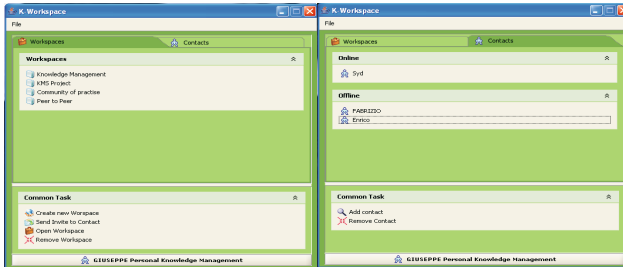 K-Workspace
File
Workspaces
Contacts
Workspaces
Knowledge Management
KMS Project
Community of practise
Peer to Peer
Common Task
Create new Worspace
Send Invite to Contact
Open Workspace
Remove Workspace
GIUSEPPE Personal Knowledge Management
K-Workspace
File
Workspaces
Contacts
Online
Syd
Offline
FABRIZIO
Enrico
Common Task
Add contact
Remove Contact
GIUSEPPE Personal Knowledge Management